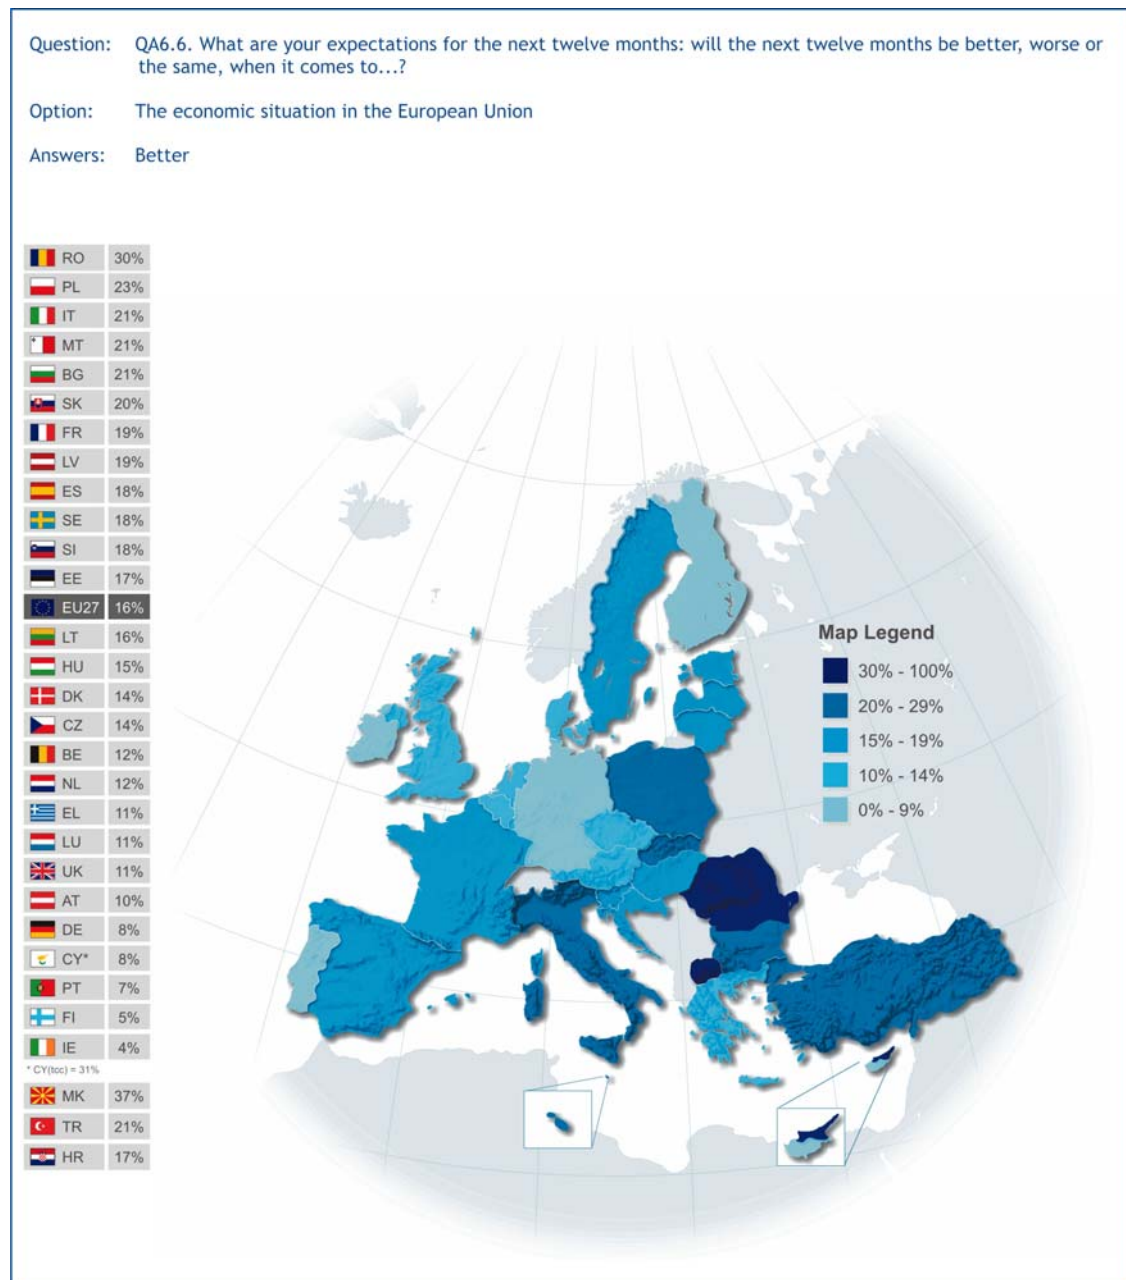 Question: QA6.6. What are your expectations for the next twelve months: will the next twelve months be better, worse or
the same, when it comes to...?
Option: The economic situation in the European Union
Answers: Better
RO 30%
PL 23%
IT 21%
MT 21%
BG 21%
SK 20%
FR 19%
LV 19%
ES 18%
SE 18%
SI 18%
EE 17%
EU27 16%
LT 16%
HU 15%
DK 14%
CZ 14%
BE 12%
NL 12%
EL 11%
LU 11%
UK 11%
AT 10%
DE 8%
CY* 8%
PT 7%
FI 5%
IE 4%
* CY(tcc) = 31%
MK 37%
TR 21%
HR 17%
Map Legend
30% - 100%
20% - 29%
15% - 19%
10% - 14%
0% - 9%